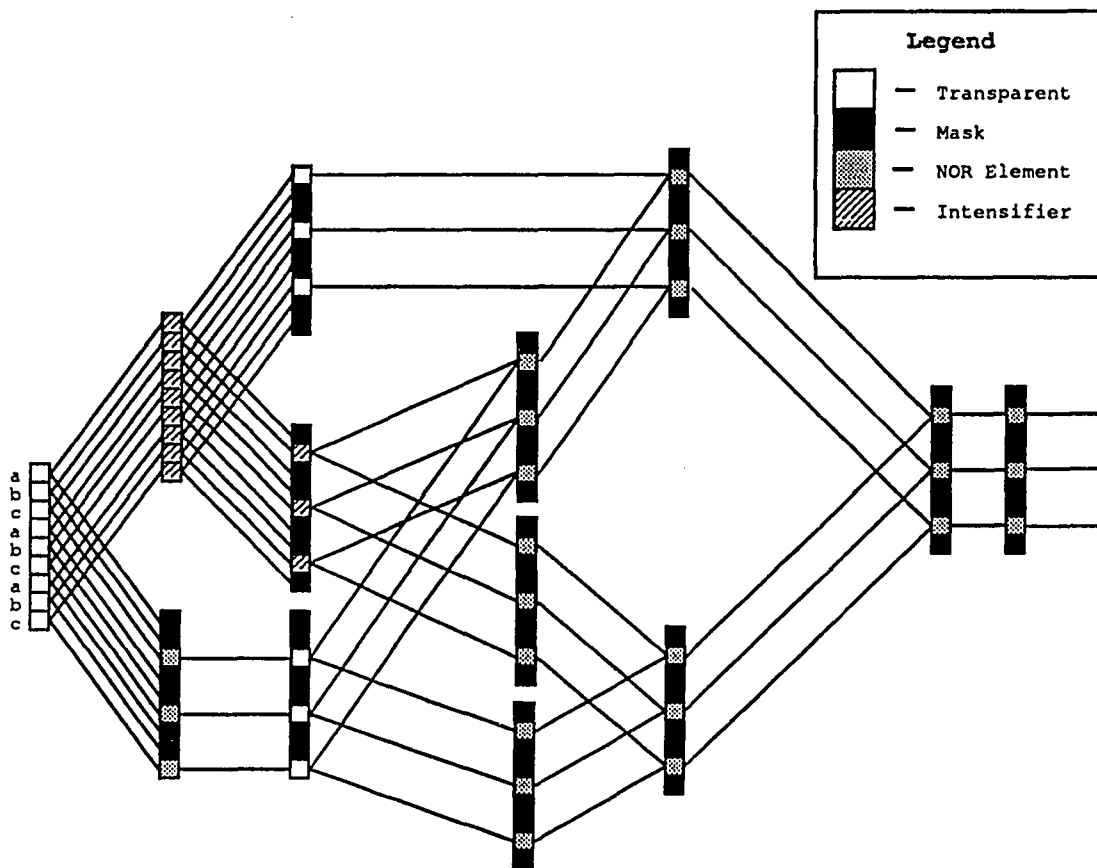 Legend
— Transparent
— Mask
— NOR Element
— Intensifier
a
b
c
a
b
c
a
b
c